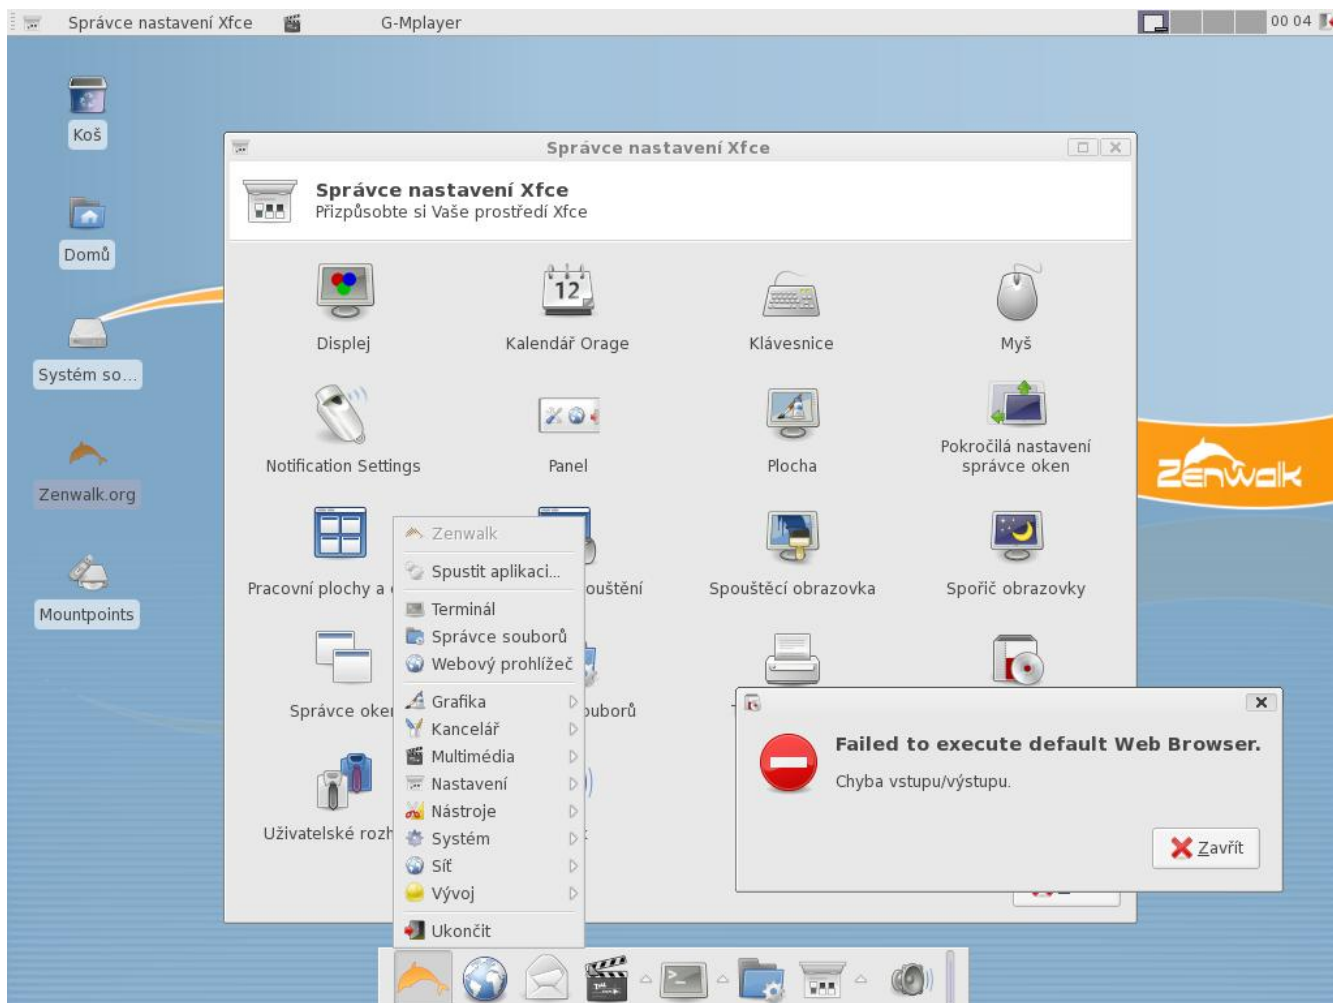 Správce nastavení Xfce
G-Mplayer
00 04
Koš
Domů
Systém so...
Zenwalk.org
Mountpoints
Správce nastavení Xfce
Správce nastavení Xfce
Přizpůsobte si Vaše prostředí Xfce
Displej
12
Kalendář Orage
Klávesnice
Myš
Notification Settings
Panel
Plocha
Pokročilá nastavení
správce oken
Zenwalk
Pracovní plochy a
ouštění
Spouštěcí obrazovka
Spořič obrazovky
Správce oke
ouborů
Uživatelské rozh
Zenwalk
Spustit aplikaci...
Terminál
Správce souborů
Webový prohlížeč
Grafika
Kancelář
Multimédia
Nastavení
Nástroje
Systém
Síť
Vývoj
Ukončit
Failed to execute default Web Browser.
Chyba vstupu/výstupu.
Zavřít